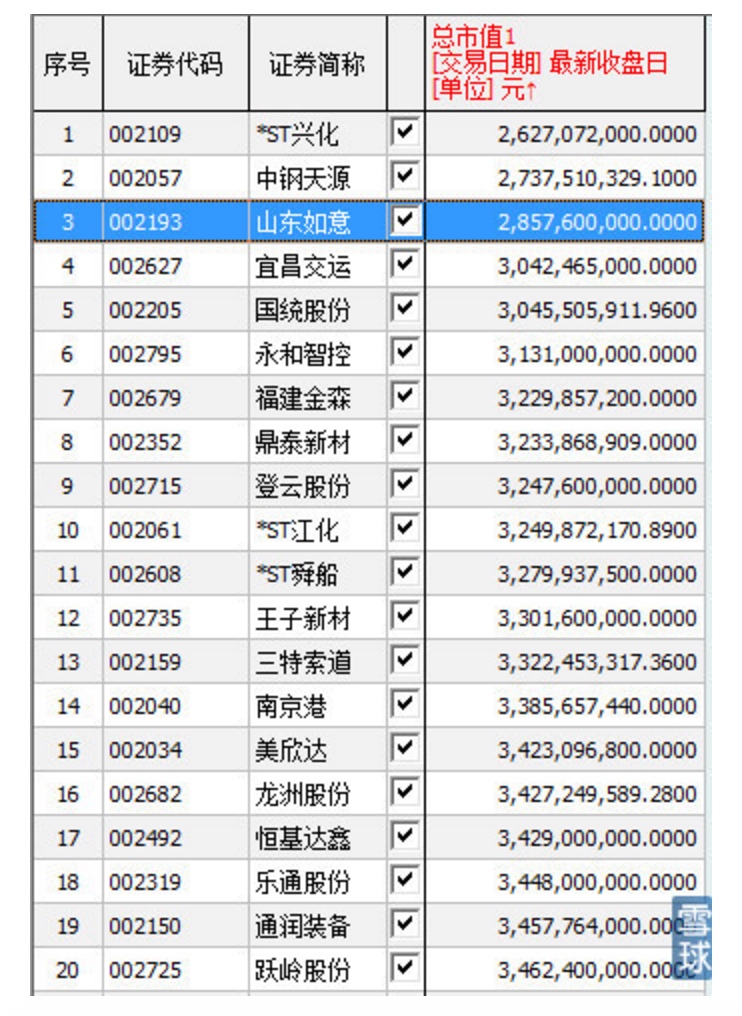 序号 证券代码 证券简称 总市值1
[交易日期] 最新收盘日
[单位] 元↑
1 002109 *ST兴化 2,627,072,000.0000
2 002057 中钢天源 2,737,510,329.1000
3 002193 山东如意 2,857,600,000.0000
4 002627 宜昌交运 3,042,465,000.0000
5 002205 国统股份 3,045,505,911.9600
6 002795 永和智控 3,131,000,000.0000
7 002679 福建金森 3,229,857,200.0000
8 002352 鼎泰新材 3,233,868,909.0000
9 002715 登云股份 3,247,600,000.0000
10 002061 *ST江化 3,249,872,170.8900
11 002608 *ST舜船 3,279,937,500.0000
12 002735 王子新材 3,301,600,000.0000
13 002159 三特索道 3,322,453,317.3600
14 002040 南京港 3,385,657,440.0000
15 002034 美欣达 3,423,096,800.0000
16 002682 龙洲股份 3,427,249,589.2800
17 002492 恒基达鑫 3,429,000,000.0000
18 002319 乐通股份 3,448,000,000.0000
19 002150 通润装备 3,457,764,000.0000
20 002725 跃岭股份 3,462,400,000.0000
雪球